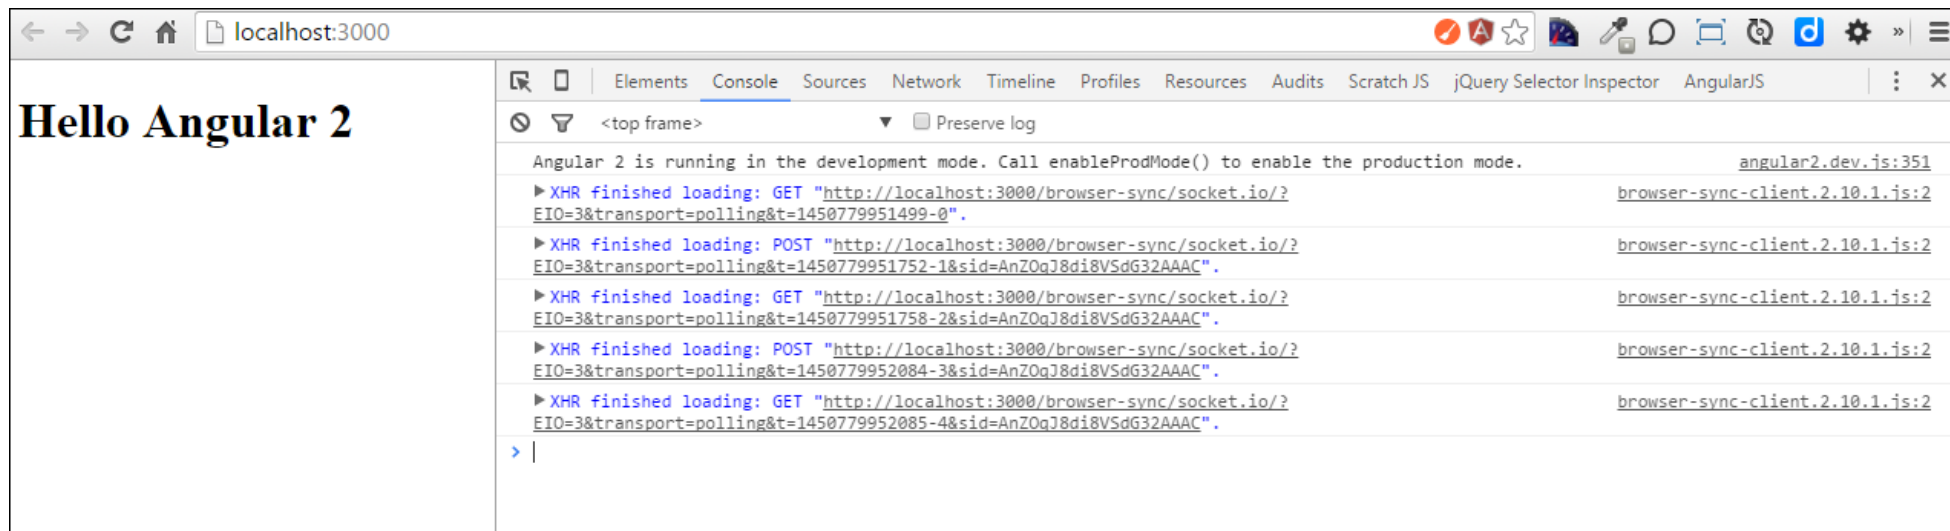 localhost:3000
Hello Angular 2
Elements Console Sources Network Timeline Profiles Resources Audits Scratch JS jQuery Selector Inspector AngularJS
<top frame> Preserve log
Angular 2 is running in the development mode. Call enableProdMode() to enable the production mode. angular2.dev.js:351
XHR finished loading: GET "http://localhost:3000/browser-sync/socket.io/? browser-sync-client.2.10.1.js:2
EIO=3&transport=polling&t=1450779951499-0".
XHR finished loading: POST "http://localhost:3000/browser-sync/socket.io/? browser-sync-client.2.10.1.js:2
EIO=3&transport=polling&t=1450779951752-1&sid=AnZOqJ8di8VSdG32AAAC".
XHR finished loading: GET "http://localhost:3000/browser-sync/socket.io/? browser-sync-client.2.10.1.js:2
EIO=3&transport=polling&t=1450779951758-2&sid=AnZOqJ8di8VSdG32AAAC".
XHR finished loading: POST "http://localhost:3000/browser-sync/socket.io/? browser-sync-client.2.10.1.js:2
EIO=3&transport=polling&t=1450779952084-3&sid=AnZOqJ8di8VSdG32AAAC".
XHR finished loading: GET "http://localhost:3000/browser-sync/socket.io/? browser-sync-client.2.10.1.js:2
EIO=3&transport=polling&t=1450779952085-4&sid=AnZOqJ8di8VSdG32AAAC".